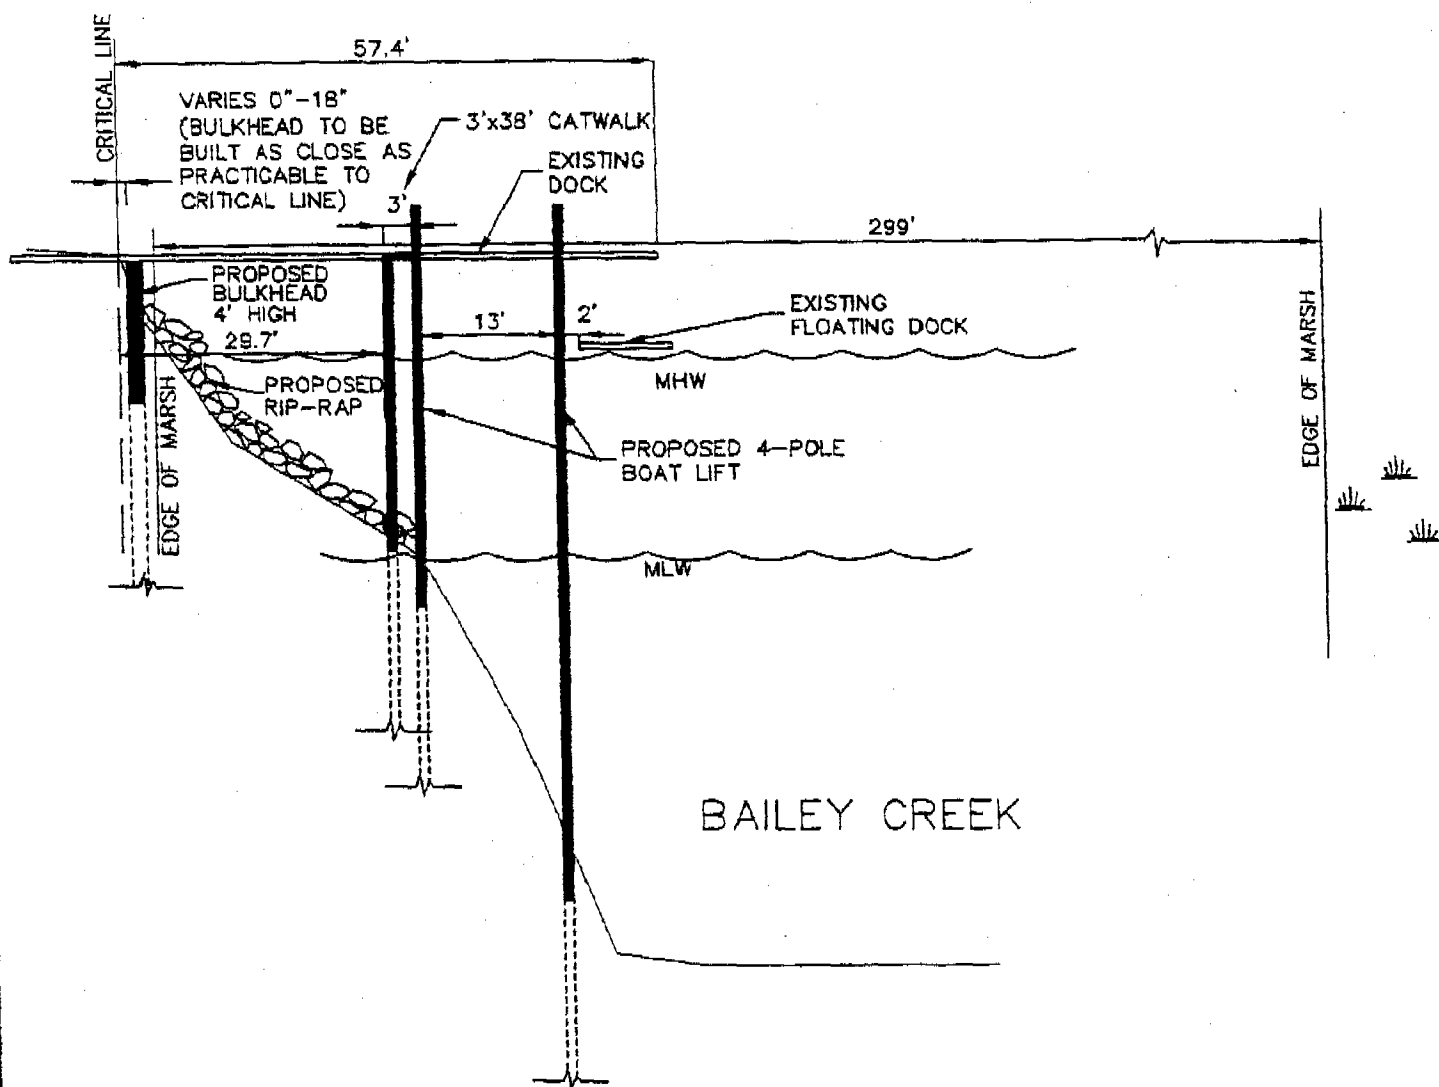 CRITICAL LINE
57.4'
VARIES 0"-18"
(BULKHEAD TO BE
BUILT AS CLOSE AS
PRACTICABLE TO
CRITICAL LINE)
3'x38' CATWALK
EXISTING
DOCK
3'
299'
PROPOSED
BULKHEAD
4' HIGH
29.7'
13'
2'
EXISTING
FLOATING DOCK
MHW
PROPOSED
RIP-RAP
EDGE OF MARSH
PROPOSED 4-POLE
BOAT LIFT
EDGE OF MARSH
MLW
BAILEY CREEK